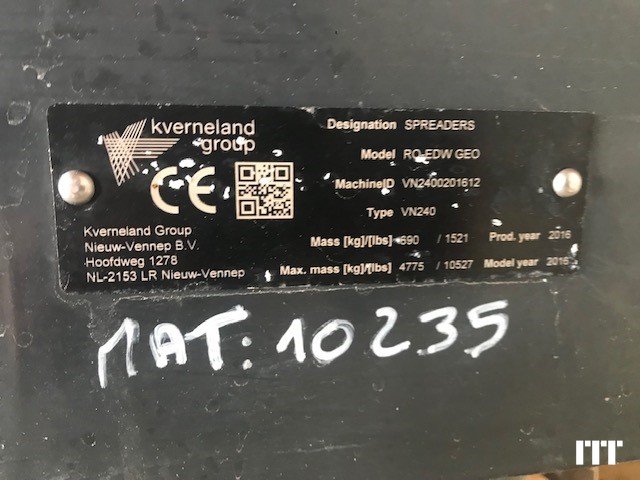 kverneland
group
CE
Kverneland Group
Nieuw-Vennep B.V.
Hoofdweg 1278
NL-2153 LR Nieuw-Vennep
Designation SPREADERS
Model RO-EDW GEO
MachineID VN2400201612
Type VN240
Mass [kg]/[lbs] 690 / 1521 Prod. year 2016
Max. mass [kg]/[lbs] 4775 / 10527 Model year 2016
MAT: 10235